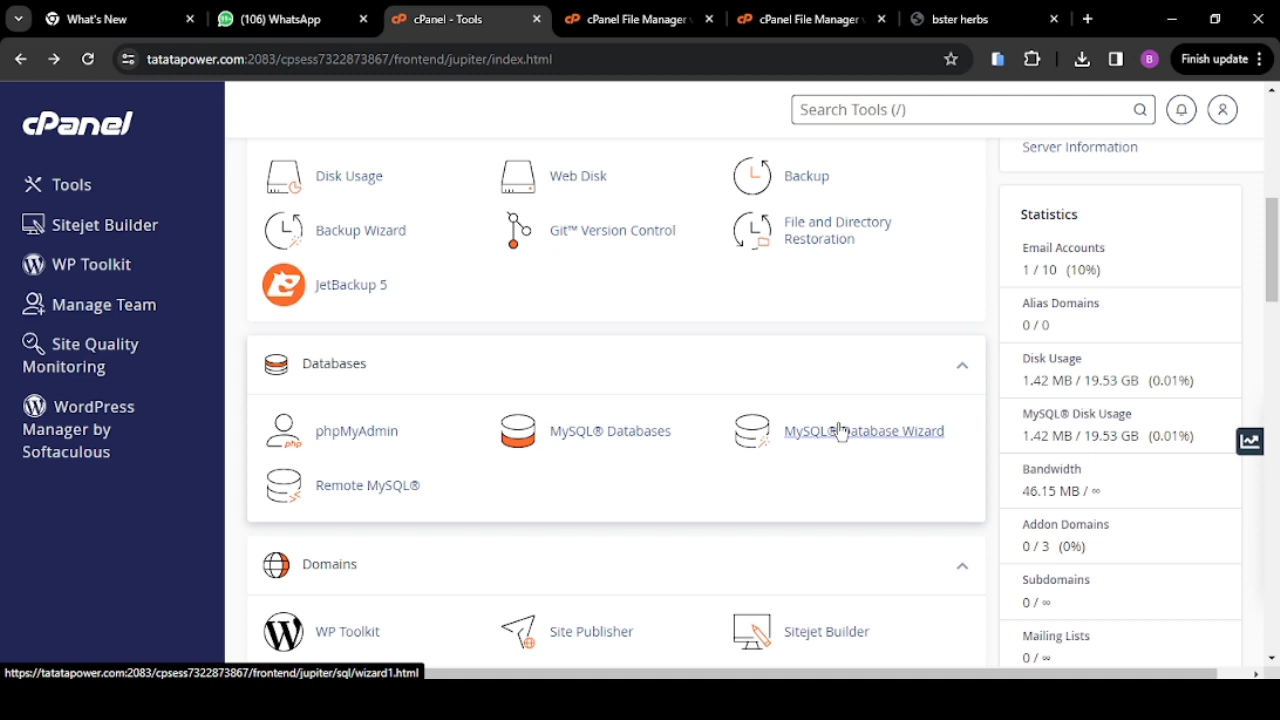 What's New
(106) WhatsApp
cPanel - Tools
cPanel File Manager
cPanel File Manager
bster herbs
tatatapower.com:2083/cpsess7322873867/frontend/jupiter/index.html
B
Finish update
cPanel
Search Tools (/)
Tools
Sitejet Builder
WP Toolkit
Manage Team
Site Quality
Monitoring
WordPress
Manager by
Softaculous
Disk Usage
Web Disk
Backup
Backup Wizard
Git™ Version Control
File and Directory
Restoration
JetBackup 5
Databases
phpMyAdmin
MySQL® Databases
MySQL® Database Wizard
Remote MySQL®
Domains
WP Toolkit
Site Publisher
Sitejet Builder
Server Information
Statistics
Email Accounts
1 / 10 (10%)
Alias Domains
0 / 0
Disk Usage
1.42 MB / 19.53 GB (0.01%)
MySQL® Disk Usage
1.42 MB / 19.53 GB (0.01%)
Bandwidth
46.15 MB / ∞
Addon Domains
0 / 3 (0%)
Subdomains
0 / ∞
Mailing Lists
0 / ∞
https://tatatapower.com:2083/cpsess7322873867/frontend/jupiter/sql/wizard1.html